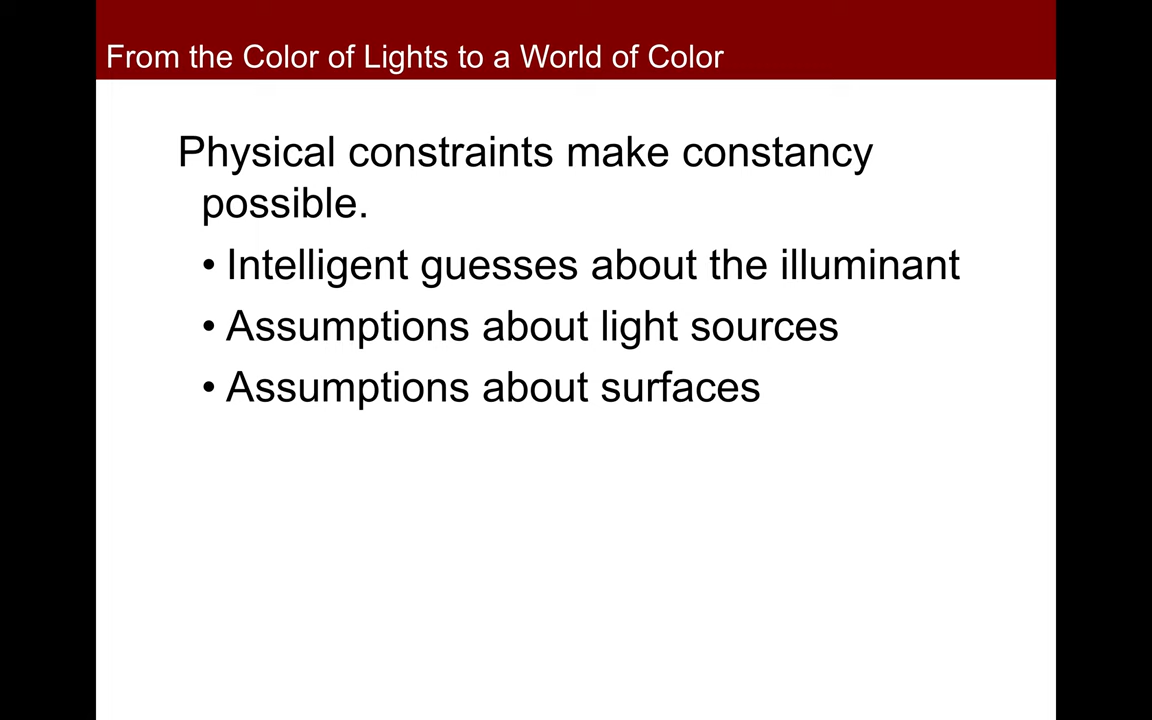 From the Color of Lights to a World of Color
Physical constraints make constancy
possible.
• Intelligent guesses about the illuminant
• Assumptions about light sources
• Assumptions about surfaces